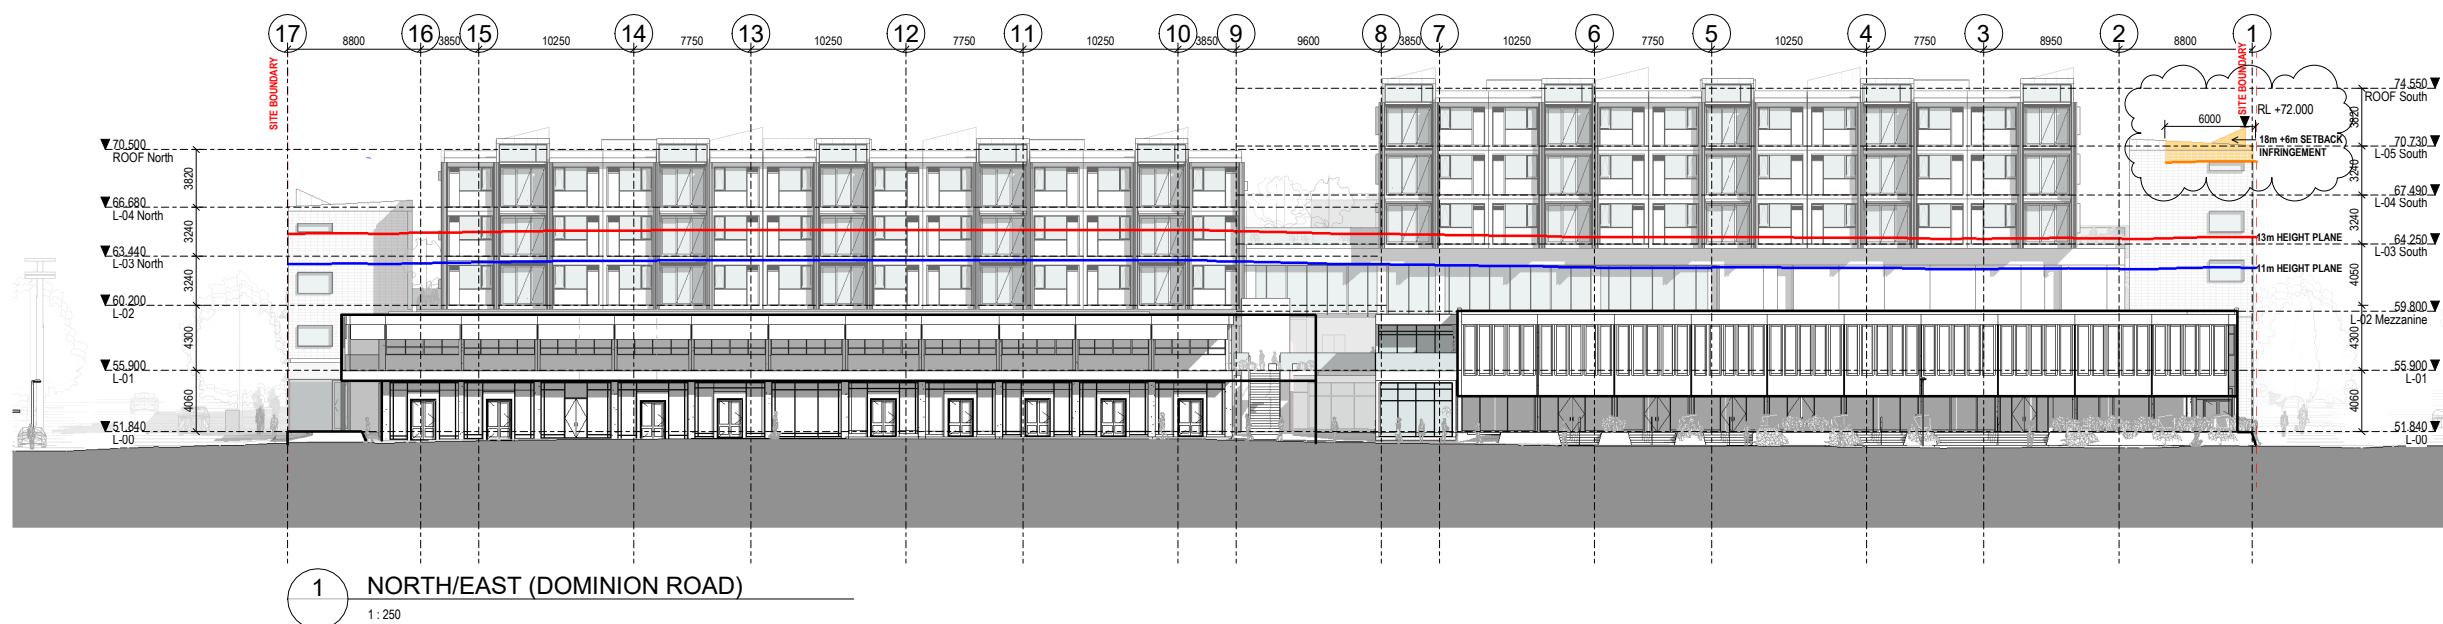 17 16 15 14 13 12 11 10 9 8 7 6 5 4 3 2 1
8800 3850 10250 7750 10250 7750 10250 3850 9600 3850 10250 7750 10250 7750 8950 8800
SITE BOUNDARY
SITE BOUNDARY
70.500
ROOF North
3820
66.680
L-04 North
3240
63.440
L-03 North
3240
60.200
L-02
4300
55.900
L-01
4060
51.840
L-00
74.550
ROOF South
RL +72.000
3820
6000
18m +6m SETBACK
INFRINGEMENT
70.730
L-05 South
3240
67.490
L-04 South
3240
13m HEIGHT PLANE
64.250
L-03 South
11m HEIGHT PLANE
4050
59.800
L-02 Mezzanine
4300
55.900
L-01
4060
51.840
L-00
1 NORTH/EAST (DOMINION ROAD)
1 : 250